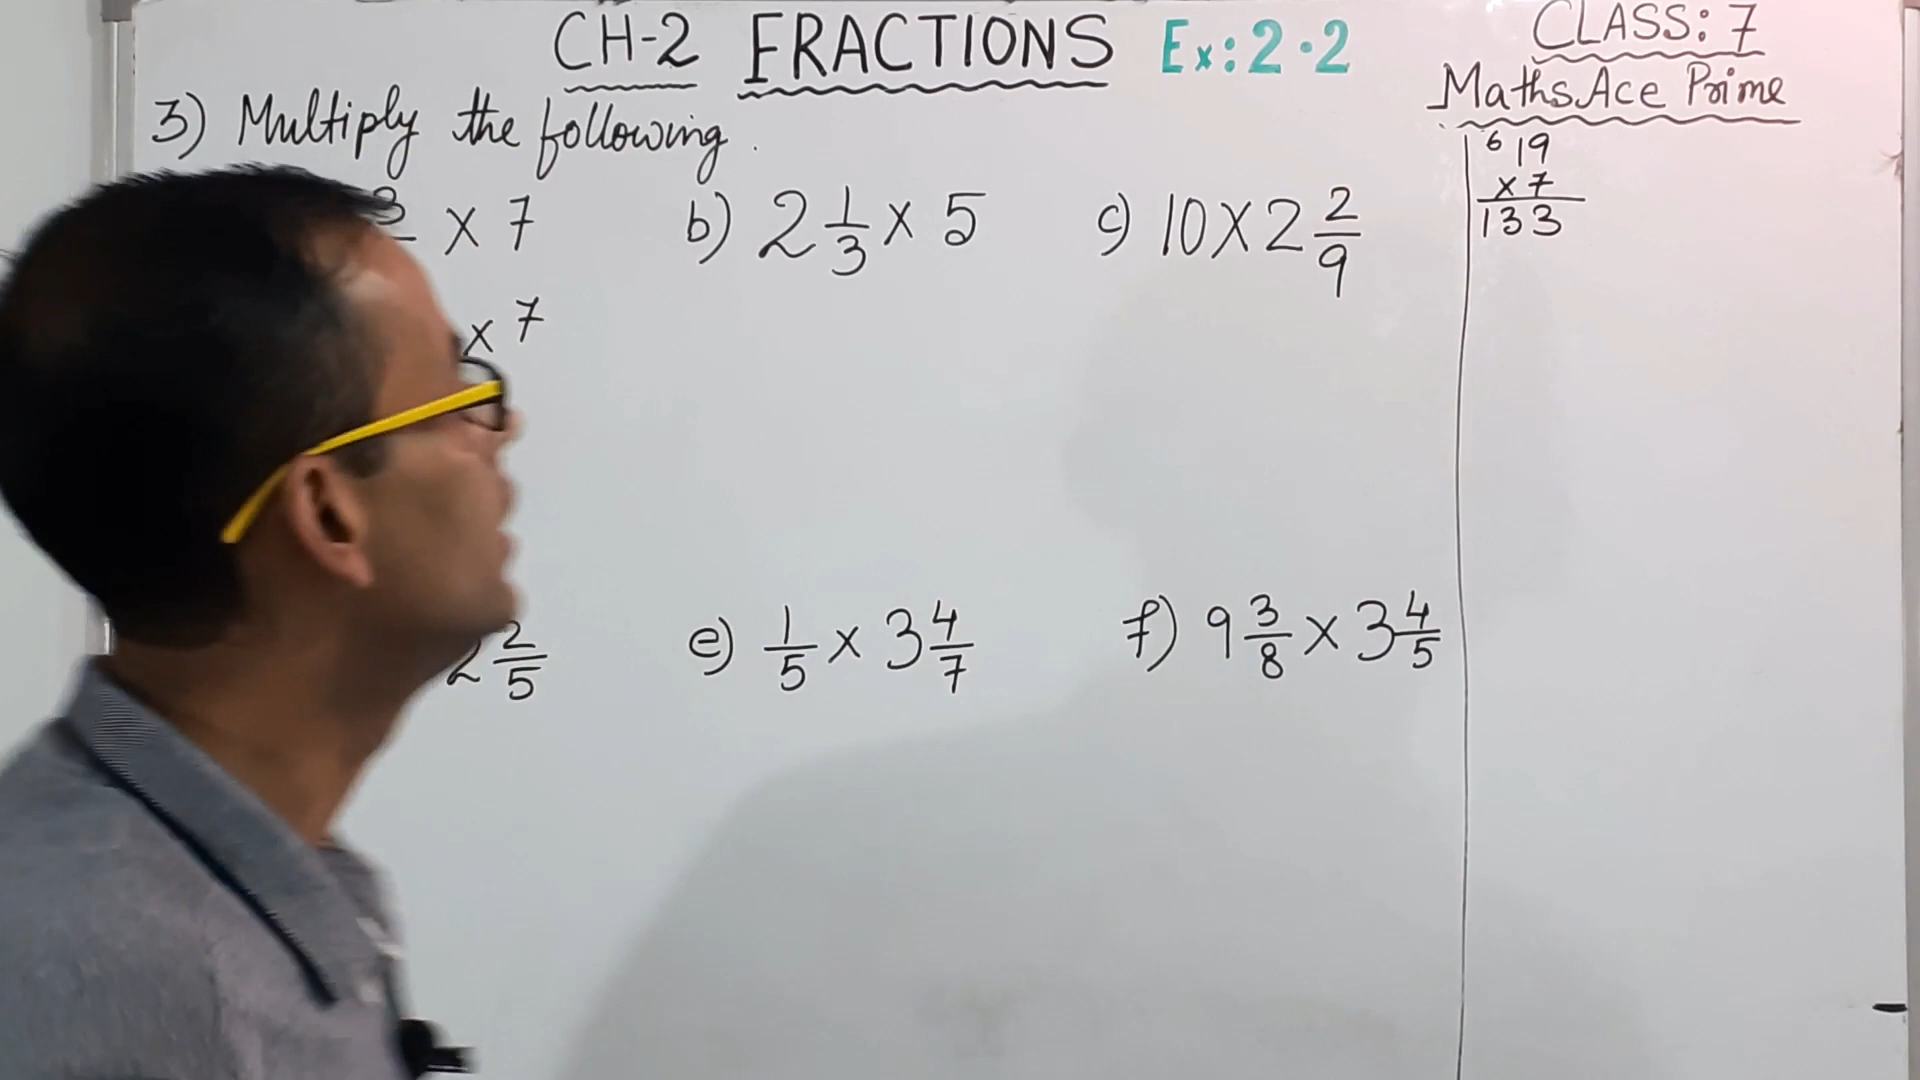 CH-2 FRACTIONS Ex:2.2
CLASS: 7
Maths Ace Prime
3) Multiply the following.
3 × 7
b) 2 1/3 × 5
c) 10 × 2 2/9
6 19
× 7
133
× 7
2 2/5
e) 1/5 × 3 4/7
f) 9 3/8 × 3 4/5